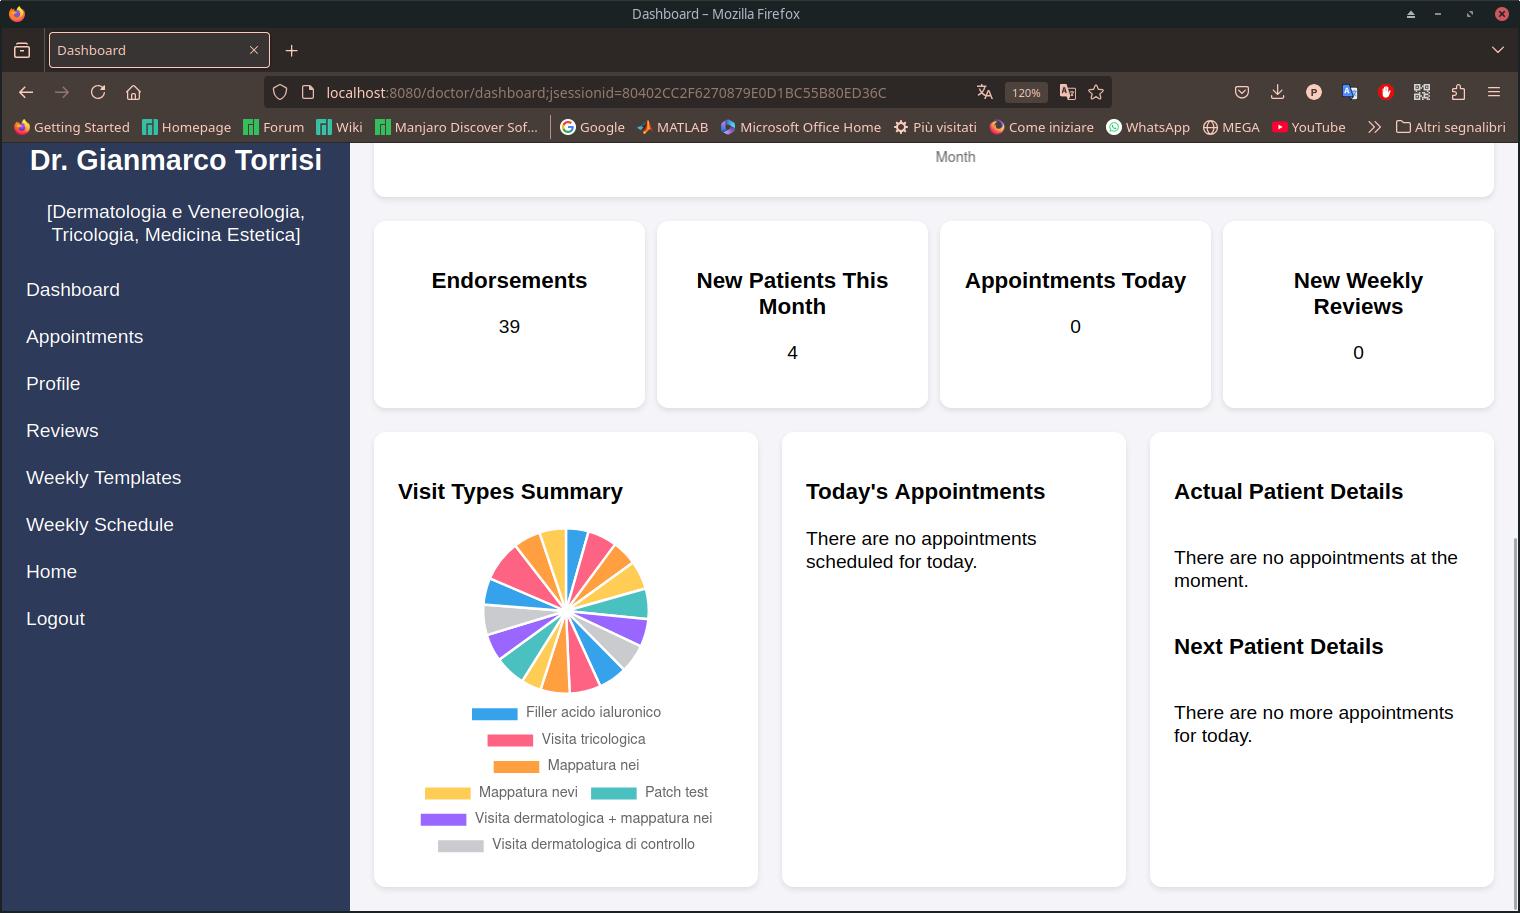 Dashboard – Mozilla Firefox
Dashboard
localhost:8080/doctor/dashboard;jsessionid=80402CC2F6270879E0D1BC55B80ED36C
120%
Getting Started Homepage Forum Wiki Manjaro Discover Sof... Google MATLAB Microsoft Office Home Più visitati Come iniziare WhatsApp MEGA YouTube Altri segnalibri
Dr. Gianmarco Torrisi
[Dermatologia e Venereologia,
Tricologia, Medicina Estetica]
Dashboard
Appointments
Profile
Reviews
Weekly Templates
Weekly Schedule
Home
Logout
Month
Endorsements
39
New Patients This
Month
4
Appointments Today
0
New Weekly
Reviews
0
Visit Types Summary
Filler acido ialuronico
Visita tricologica
Mappatura nei
Mappatura nevi Patch test
Visita dermatologica + mappatura nei
Visita dermatologica di controllo
Today's Appointments
There are no appointments
scheduled for today.
Actual Patient Details
There are no appointments at the
moment.
Next Patient Details
There are no more appointments
for today.